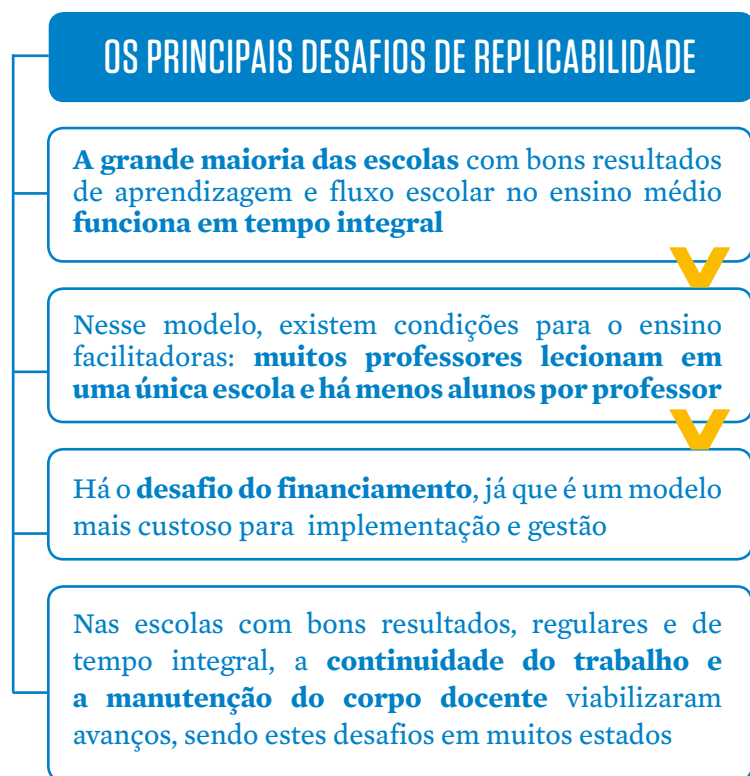 OS PRINCIPAIS DESAFIOS DE REPLICABILIDADE
A grande maioria das escolas com bons resultados
de aprendizagem e fluxo escolar no ensino médio
funciona em tempo integral
Nesse modelo, existem condições para o ensino
facilitadoras: muitos professores lecionam em
uma única escola e há menos alunos por professor
Há o desafio do financiamento, já que é um modelo
mais custoso para implementação e gestão
Nas escolas com bons resultados, regulares e de
tempo integral, a continuidade do trabalho e
a manutenção do corpo docente viabilizaram
avanços, sendo estes desafios em muitos estados